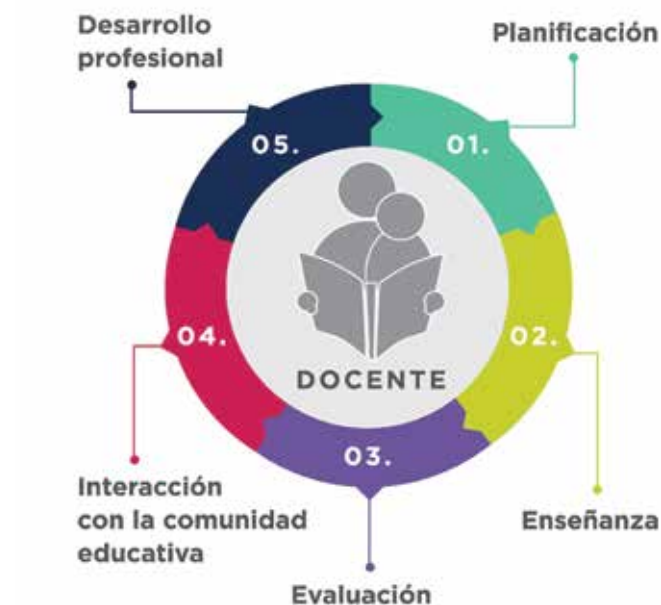 Desarrollo
profesional
Planificación
05.
01.
04.
02.
DOCENTE
03.
Interacción
con la comunidad
educativa
Enseñanza
Evaluación